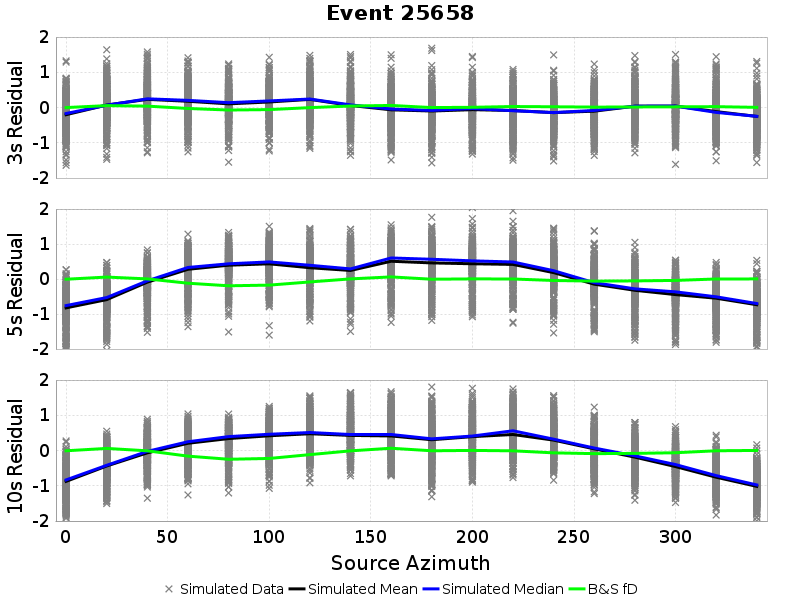 Event 25658
3s Residual
2
1
0
-1
-2
5s Residual
2
1
0
-1
-2
10s Residual
2
1
0
-1
-2
0 50 100 150 200 250 300
Source Azimuth
Simulated Data Simulated Mean Simulated Median B&S fD